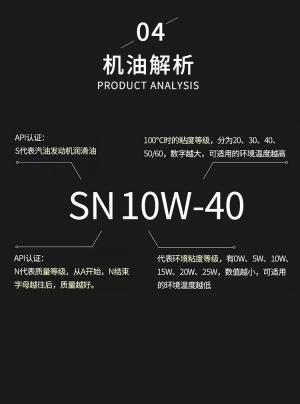 04
机油解析
PRODUCT ANALYSIS
API认证：
S代表汽油发动机润滑油
100℃时的粘度等级，分为20、30、40、
50/60，数字越大，可适用的环境温度越高
SN 10W-40
API认证：
N代表质量等级，从A开始，N结束
字母越往后，质量越好。
代表环境粘度等级，有0W、5W、10W、
15W、20W、25W，数值越小，可适用
的环境温度越低